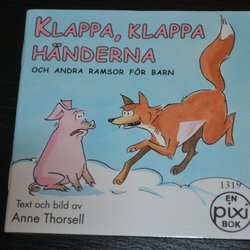 KLAPPA, KLAPPA
HÄNDERNA
OCH ANDRA RAMSOR FÖR BARN
1319
EN
pixi
BOK
Text och bild av
Anne Thorsell